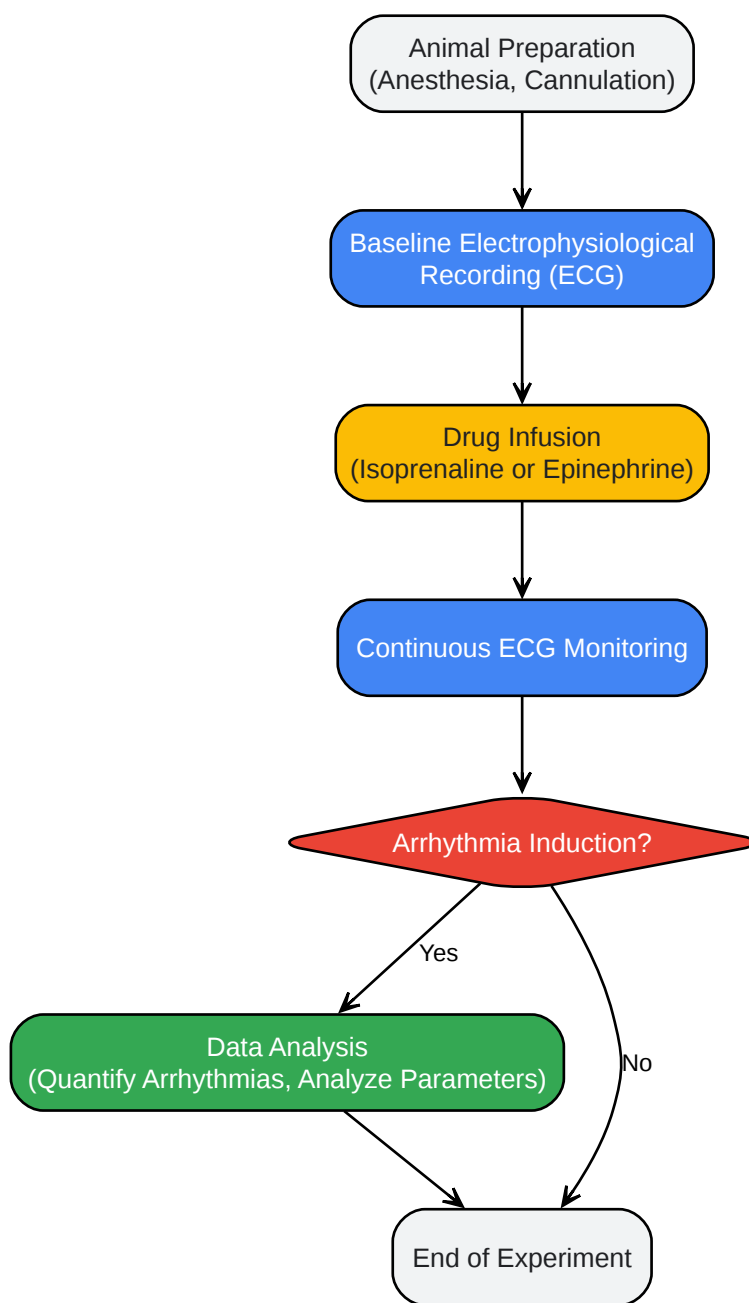 Animal Preparation
(Anesthesia, Cannulation)
Baseline Electrophysiological
Recording (ECG)
Drug Infusion
(Isoprenaline or Epinephrine)
Continuous ECG Monitoring
Arrhythmia Induction?
Yes
Data Analysis
(Quantify Arrhythmias, Analyze Parameters)
No
End of Experiment